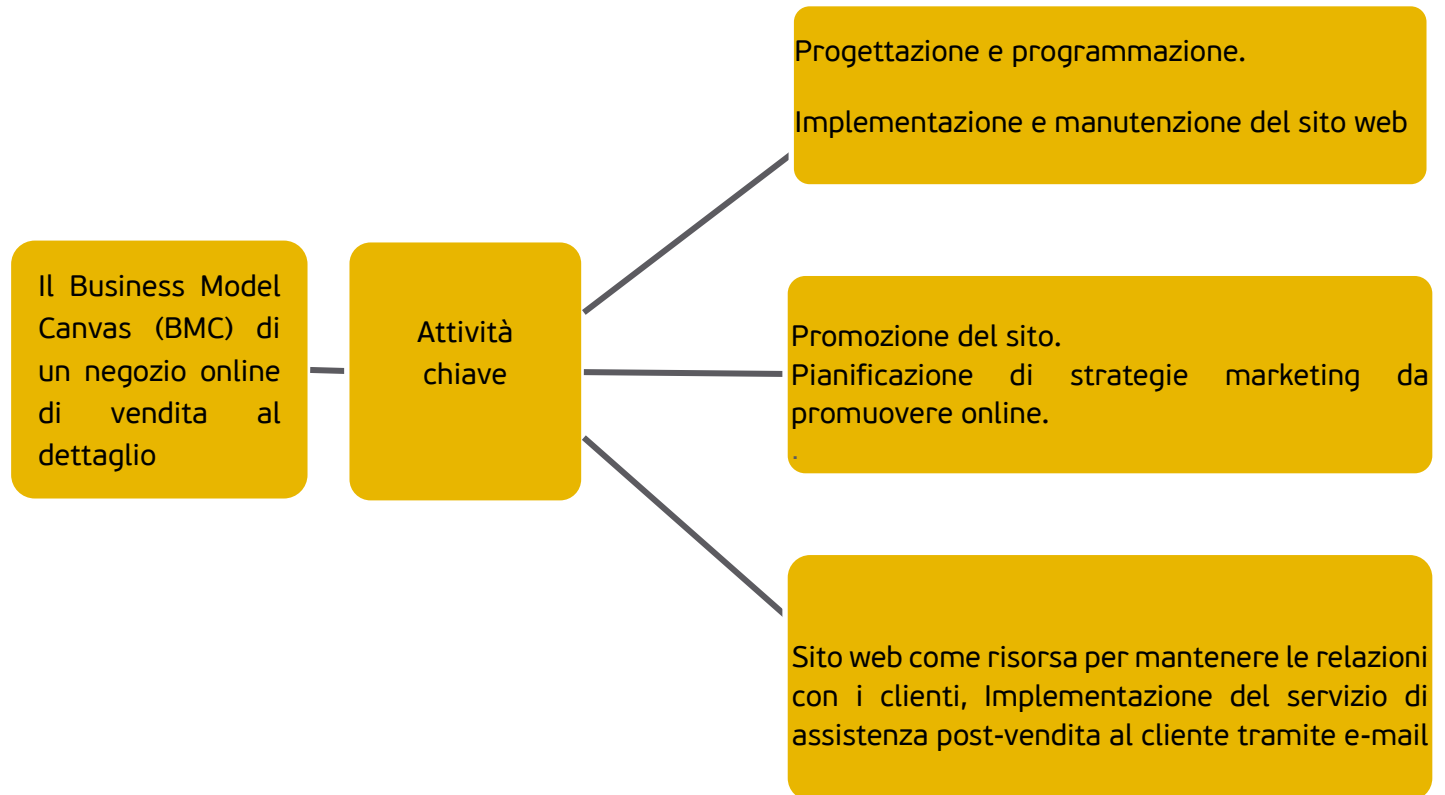 Il Business Model
Canvas (BMC) di
un negozio online
di vendita al
dettaglio
Attività
chiave
Progettazione e programmazione.
Implementazione e manutenzione del sito web
Promozione del sito.
Pianificazione di strategie marketing da
promuovere online.
.
Sito web come risorsa per mantenere le relazioni
con i clienti, Implementazione del servizio di
assistenza post-vendita al cliente tramite e-mail